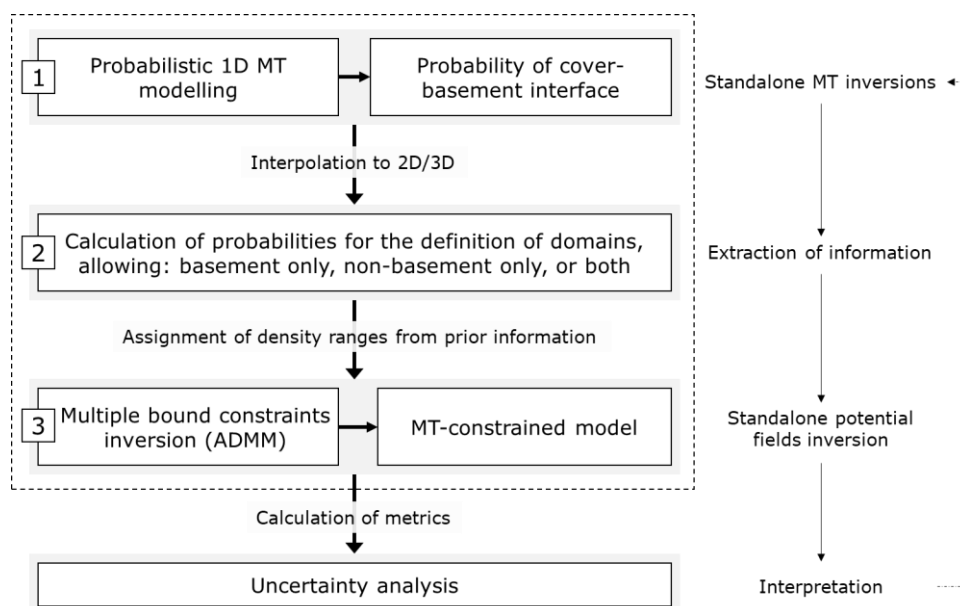 1
Probabilistic 1D MT
modelling
Probability of cover-
basement interface
Standalone MT inversions
Interpolation to 2D/3D
2
Calculation of probabilities for the definition of domains,
allowing: basement only, non-basement only, or both
Extraction of information
Assignment of density ranges from prior information
3
Multiple bound constraints
inversion (ADMM)
MT-constrained model
Standalone potential
fields inversion
Calculation of metrics
Uncertainty analysis
Interpretation